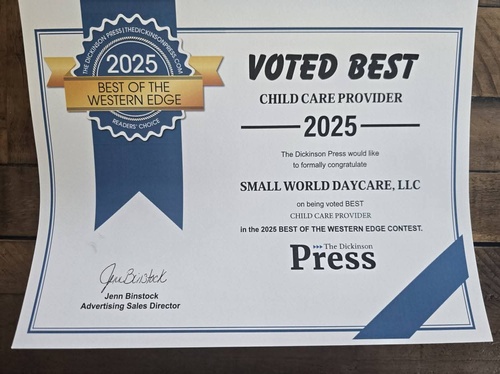 THE DICKINSON PRESS|THEDICKINSONPRESS.COM
2025
BEST OF THE
WESTERN EDGE
READERS' CHOICE
VOTED BEST
CHILD CARE PROVIDER
2025
The Dickinson Press would like
to formally congratulate
SMALL WORLD DAYCARE, LLC
on being voted BEST
CHILD CARE PROVIDER
in the 2025 BEST OF THE WESTERN EDGE CONTEST.
The Dickinson
Press
Jenn Binstock
Jenn Binstock
Advertising Sales Director